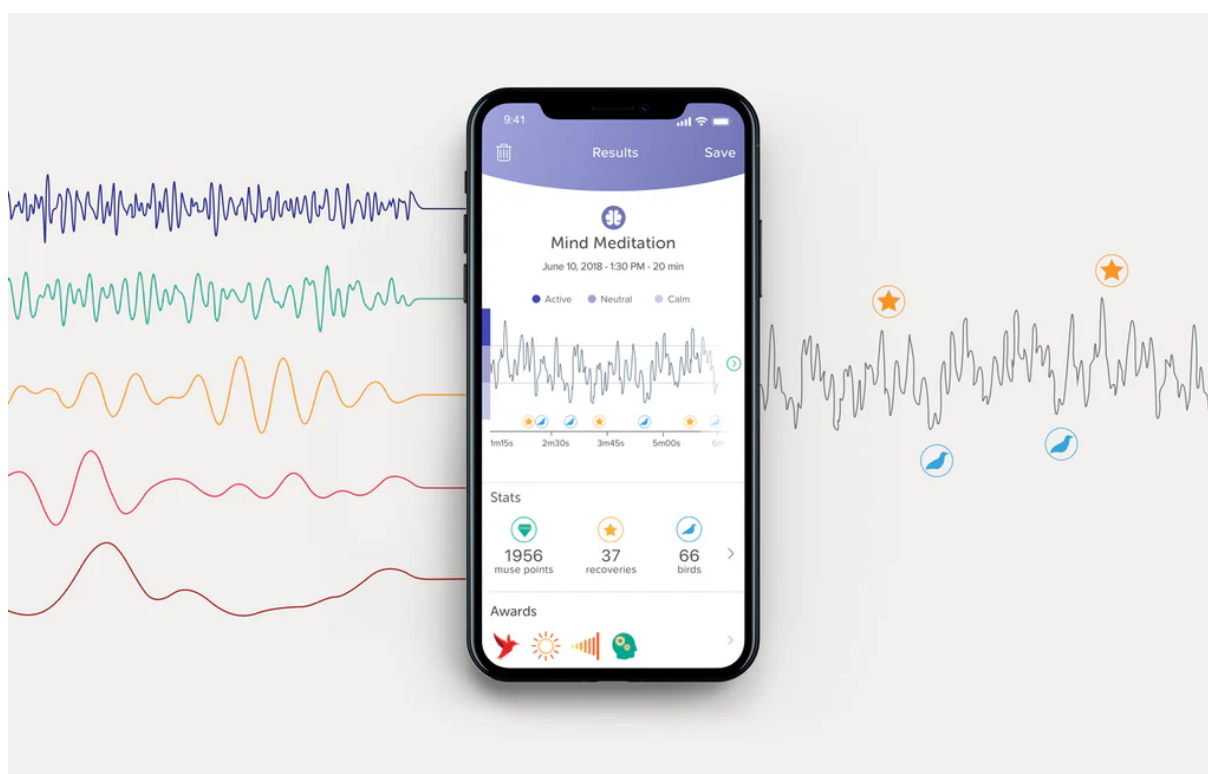 9:41
Results
Save
Mind Meditation
June 10, 2018 - 1:30 PM - 20 min
Active
Neutral
Calm
1m15s 2m30s 3m45s 5m00s 6m
Stats
1956 37 66
muse points recoveries birds
Awards